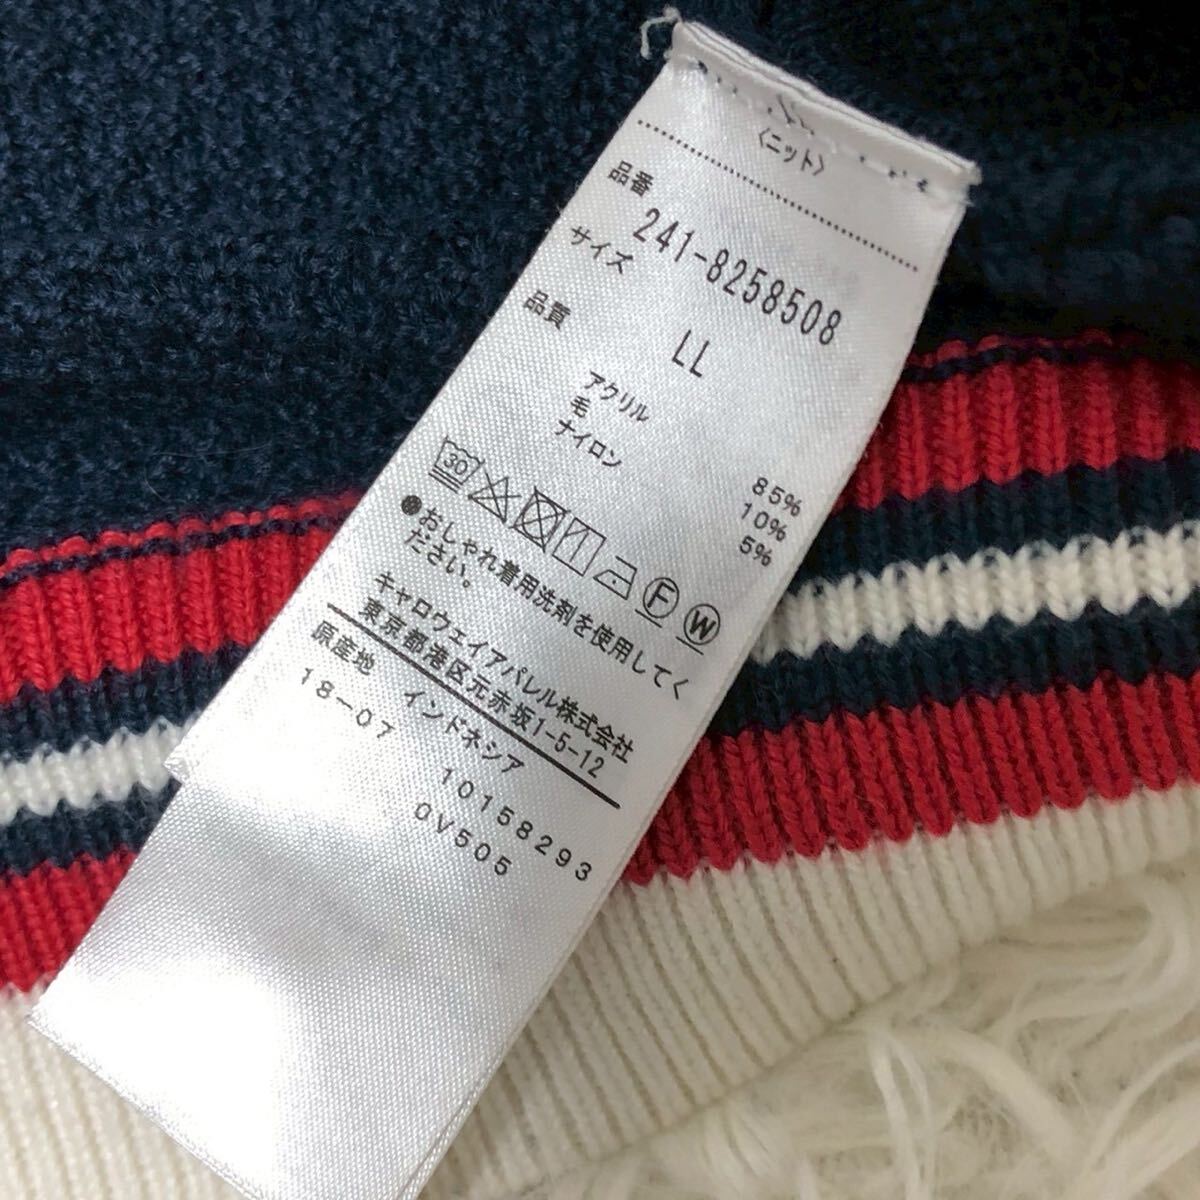 〈ニット〉
品番
241-8258508
サイズ
LL
品質
アクリル 85%
毛 10%
ナイロン 5%
30 F W
●おしゃれ着用洗剤を使用してく
ださい。
キャロウェイアパレル株式会社
東京都港区元赤坂1-5-12
原産地 インドネシア
18-07 10158293
0V505